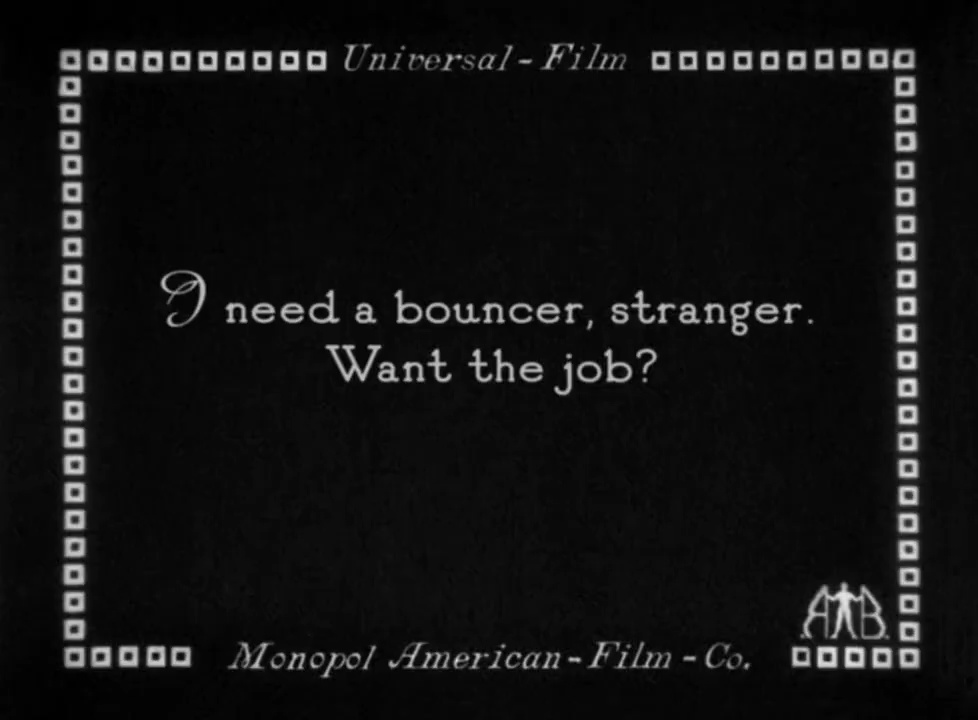 Universal-Film
I need a bouncer, stranger.
Want the job?
A B
Monopol American-Film-Co.